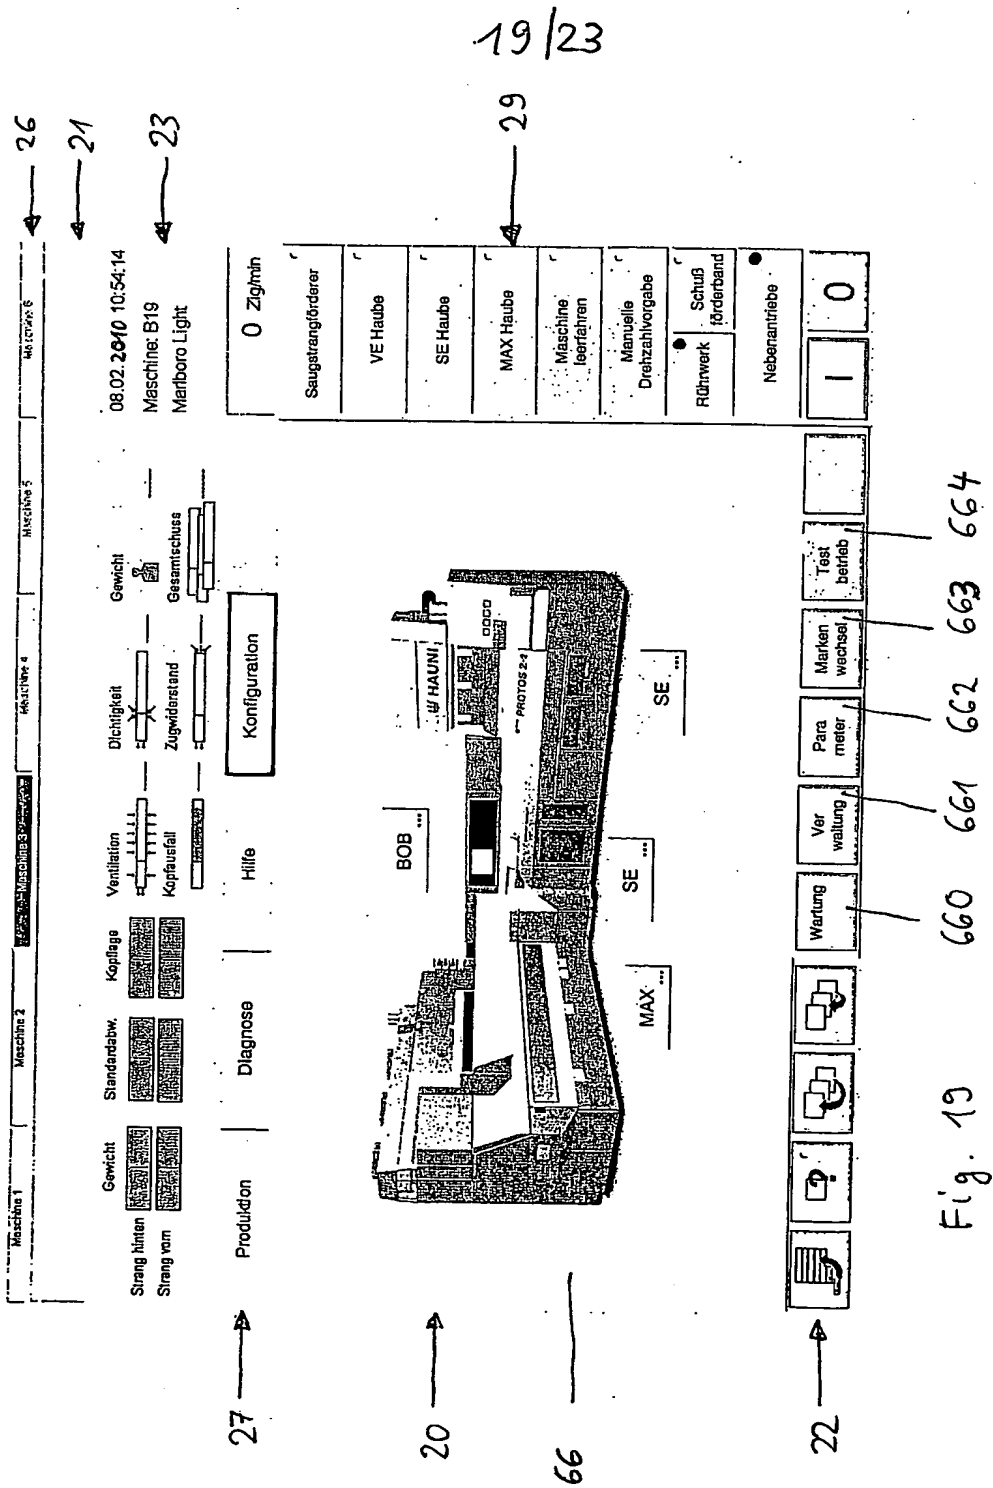 19/23
26
21
23
29
Maschine 1
Maschine 2
Maschine 3
Maschine 4
Maschine 5
Maschine 6
Gewicht
Standardabw.
Kopflage
Ventilation
Dichtigkeit
Gewicht
08.02.2010 10:54:14
Strang hinten
Maschine: B19
Strang vorn
Kopfausfall
Zugwiderstand
Gesamtschuss
Marlboro Light
27
Produktion
Diagnose
Hilfe
Konfiguration
0 Zig/min
Saugstrangförderer
VE Haube
SE Haube
MAX Haube
Maschine
leerfahren
Manuelle
Drehzahlvorgabe
Rührwerk
Schuß
förderband
Nebenantriebe
20
66
BOB
HAUNI
PROTOS 2-2
MAX
SE
SE
22
?
Wartung
Ver
waltung
Para
meter
Marken
wechsel
Test
betrieb
I
0
660
661
662
663
664
Fig. 19